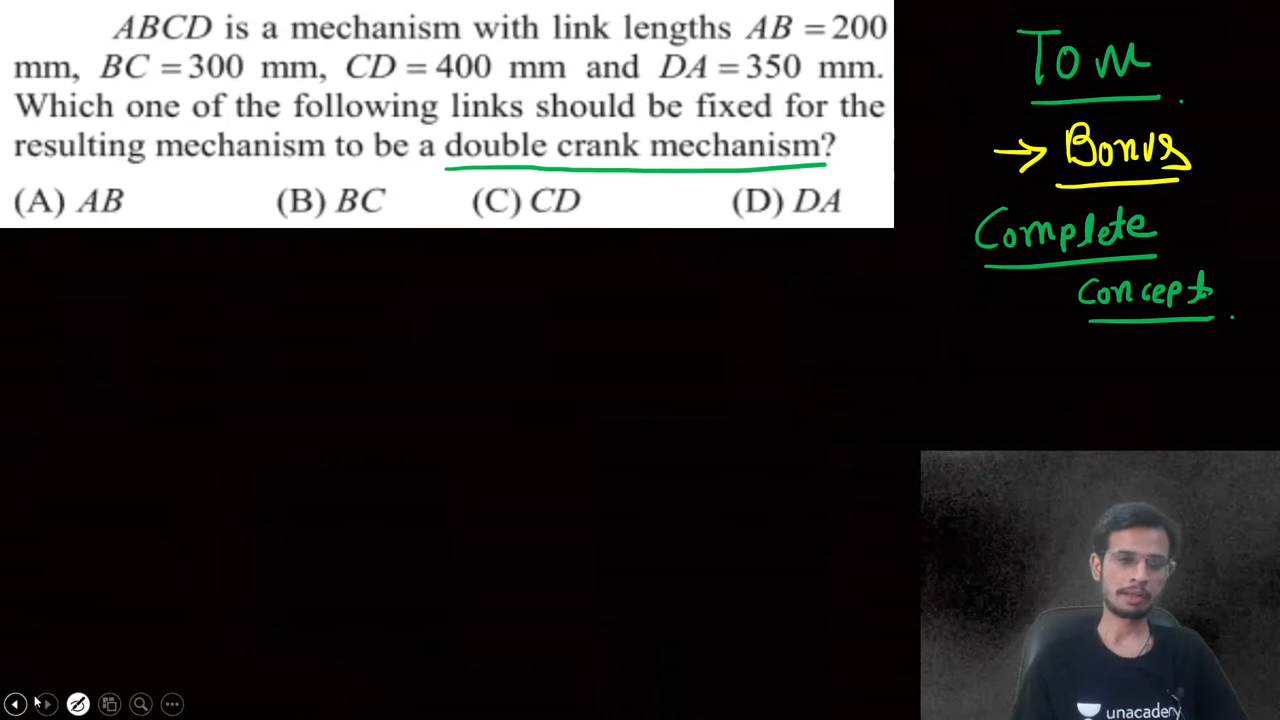 ABCD is a mechanism with link lengths AB = 200
mm, BC = 300 mm, CD = 400 mm and DA = 350 mm.
Which one of the following links should be fixed for the
resulting mechanism to be a double crank mechanism?
(A) AB (B) BC (C) CD (D) DA
TOM
→ Bonus
Complete
Concept
unacademy